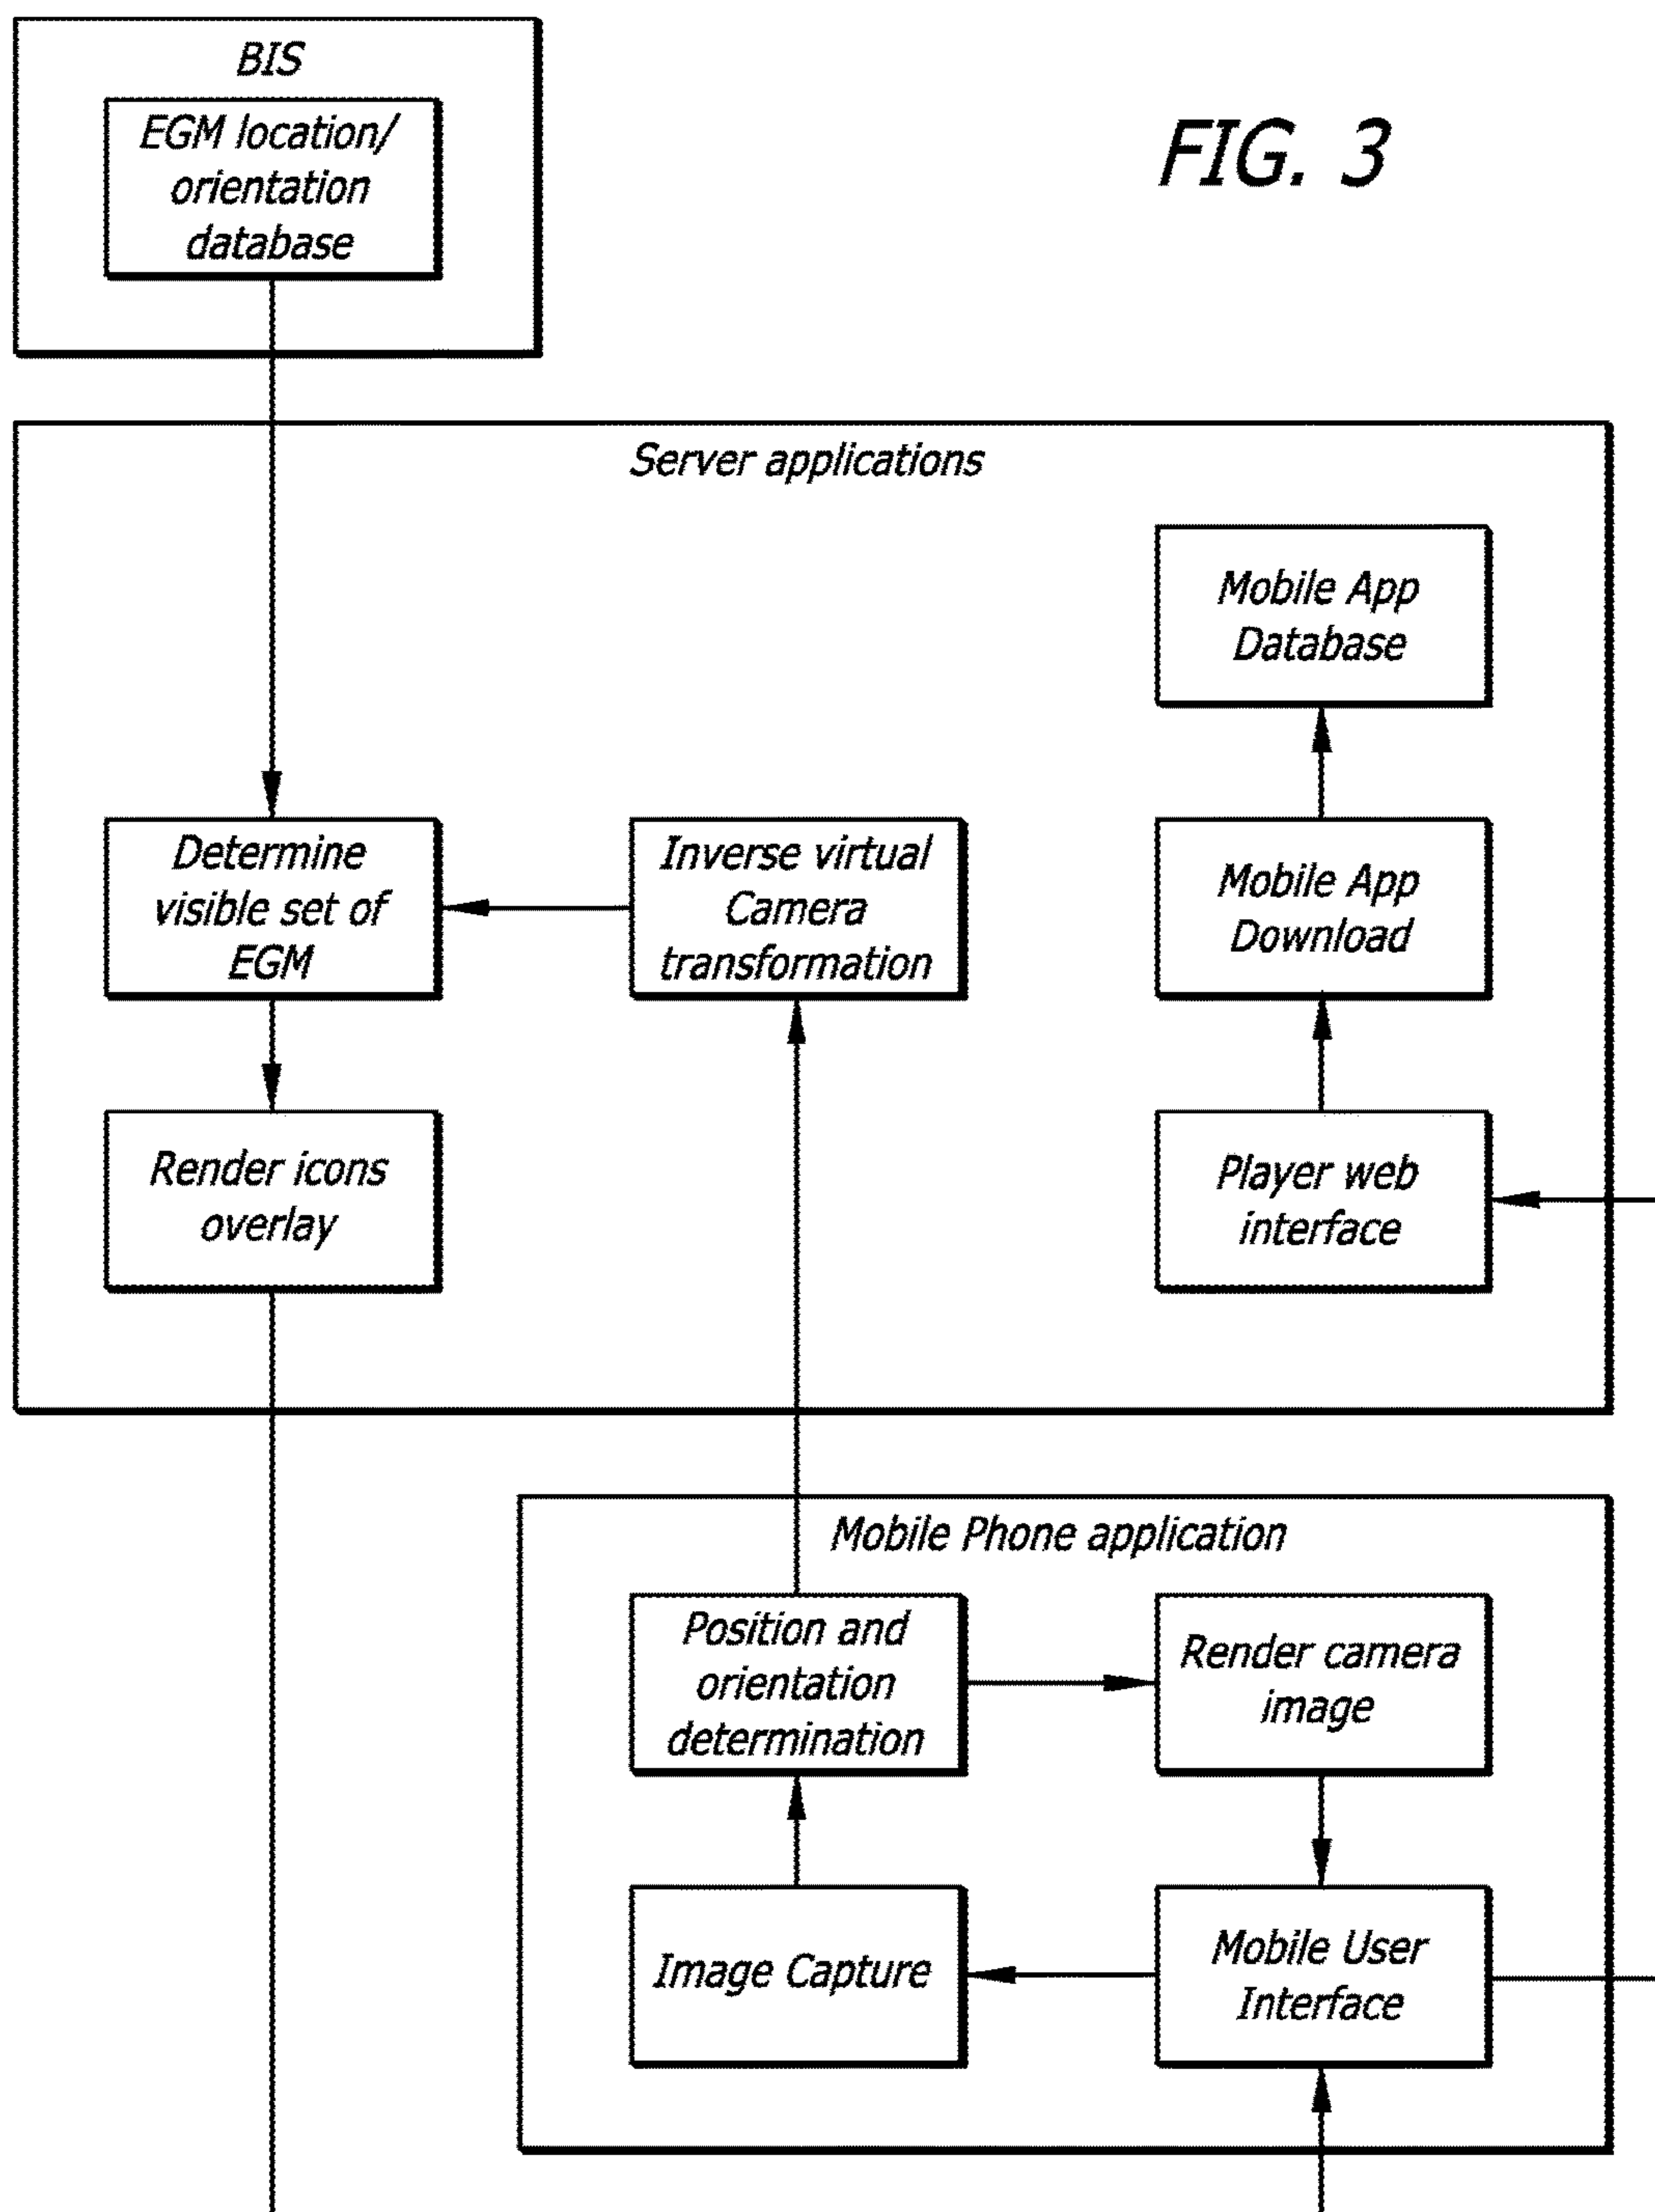 BIS
EGM location/
orientation
database
FIG. 3
Server applications
Mobile App
Database
Determine
visible set of
EGM
Inverse virtual
Camera
transformation
Mobile App
Download
Render icons
overlay
Player web
interface
Mobile Phone application
Position and
orientation
determination
Render camera
image
Image Capture
Mobile User
Interface